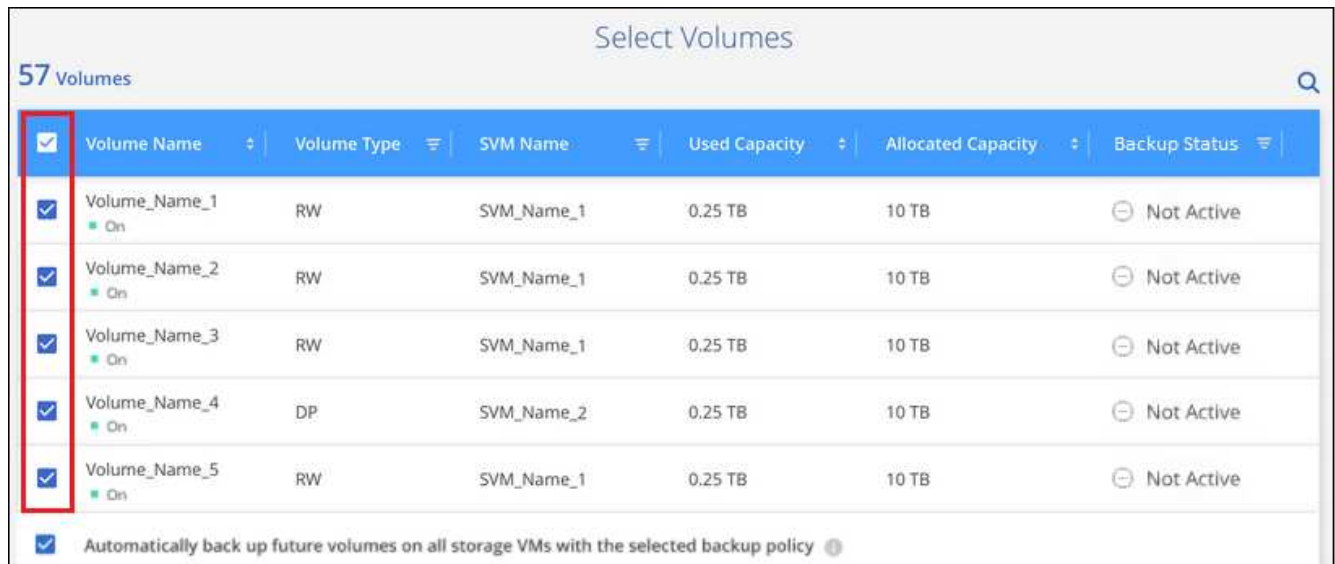 Select Volumes
57 Volumes
Volume Name Volume Type SVM Name Used Capacity Allocated Capacity Backup Status
Volume_Name_1 RW SVM_Name_1 0.25 TB 10 TB Not Active
On
Volume_Name_2 RW SVM_Name_1 0.25 TB 10 TB Not Active
On
Volume_Name_3 RW SVM_Name_1 0.25 TB 10 TB Not Active
On
Volume_Name_4 DP SVM_Name_2 0.25 TB 10 TB Not Active
On
Volume_Name_5 RW SVM_Name_1 0.25 TB 10 TB Not Active
On
Automatically back up future volumes on all storage VMs with the selected backup policy